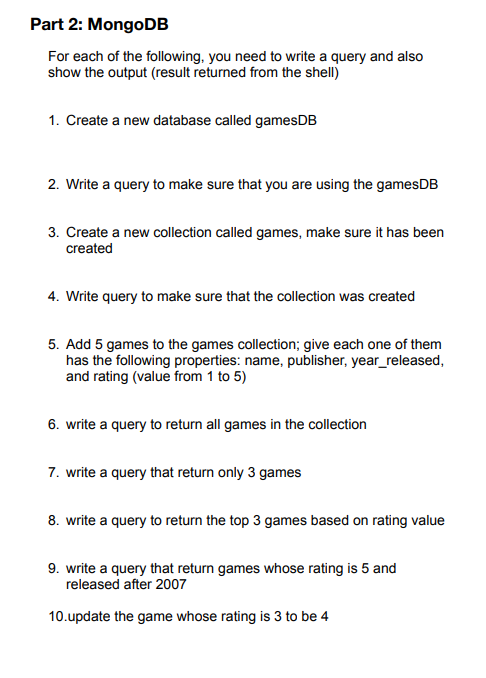 Part 2: MongoDB
For each of the following, you need to write a query and also
show the output (result returned from the shell)
1. Create a new database called gamesDB
2. Write a query to make sure that you are using the gamesDB
3. Create a new collection called games, make sure it has been
created
4. Write query to make sure that the collection was created
5. Add 5 games to the games collection; give each one of them
has the following properties: name, publisher, year_released,
and rating (value from 1 to 5)
6. write a query to return all games in the collection
7. write a query that return only 3 games
8. write a query to return the top 3 games based on rating value
9. write a query that return games whose rating is 5 and
released after 2007
10.update the game whose rating is 3 to be 4